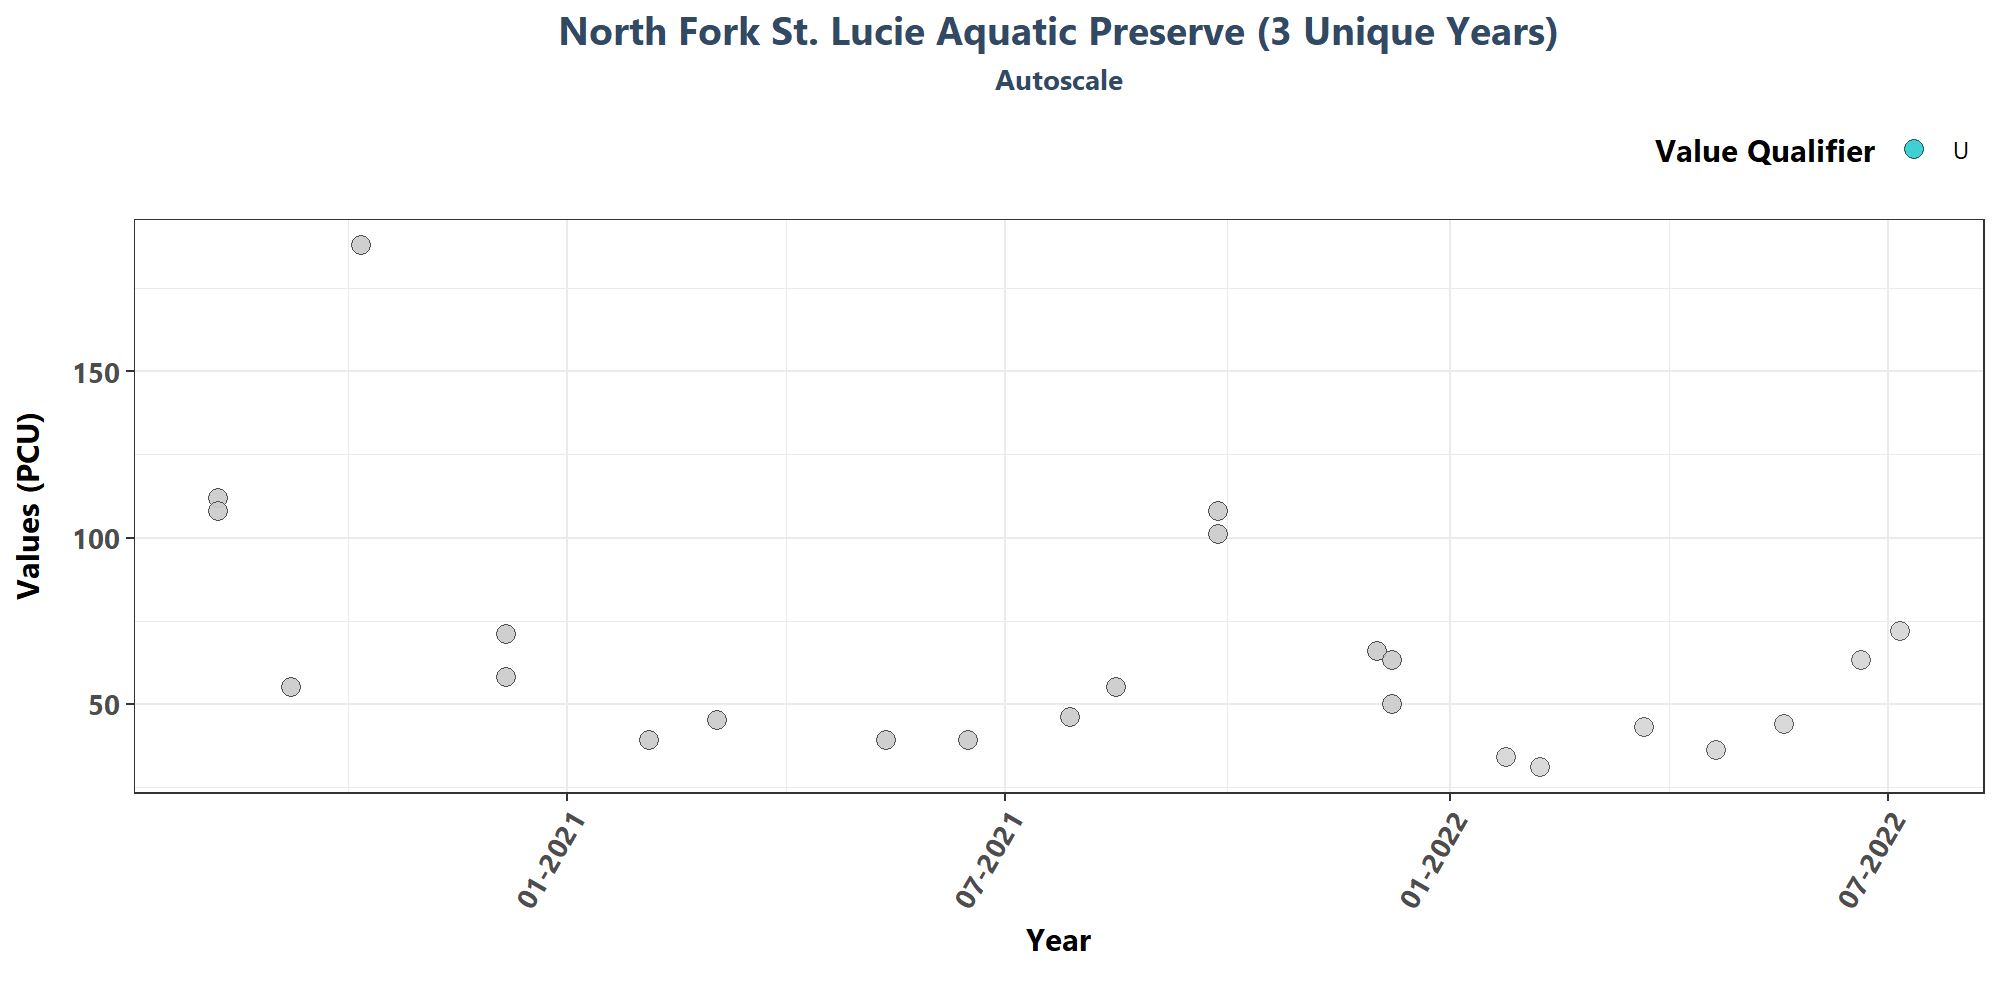 North Fork St. Lucie Aquatic Preserve (3 Unique Years)
Autoscale
Value Qualifier U
Values (PCU)
150
100
50
01-2021
07-2021
01-2022
07-2022
Year